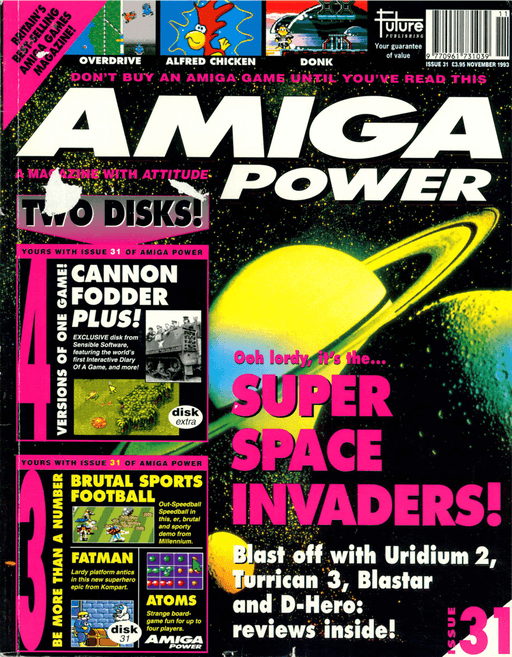 BRITAIN'S
BEST-SELLING
AMIGA GAMES
MAGAZINE!
OVERDRIVE
ALFRED CHICKEN
DONK
future
PUBLISHING
Your guarantee
of value
9 770961 731039
11
ISSUE 31 £3.95 NOVEMBER 1993
DON'T BUY AN AMIGA GAME UNTIL YOU'VE READ THIS
AMIGA
POWER
A MAGAZINE WITH ATTITUDE
TWO DISKS!
YOURS WITH ISSUE 31 OF AMIGA POWER
4
VERSIONS OF ONE GAME!
CANNON
FODDER
PLUS!
EXCLUSIVE disk from
Sensible Software,
featuring the world's
first Interactive Diary
Of A Game, and more!
disk
extra
YOURS WITH ISSUE 31 OF AMIGA POWER
3
BE MORE THAN A NUMBER
BRUTAL SPORTS
FOOTBALL
Out-Speedball
Speedball in
this, er, brutal
and sporty
demo from
Millennium.
FATMAN
Lardy platform antics
in this new superhero
epic from Kompart.
ATOMS
Strange board-
game fun for up to
four players.
disk
31
AMIGA
POWER
Ooh lordy, it's the...
SUPER
SPACE
INVADERS!
Blast off with Uridium 2,
Turrican 3, Blastar
and D-Hero:
reviews inside!
ISSUE
31